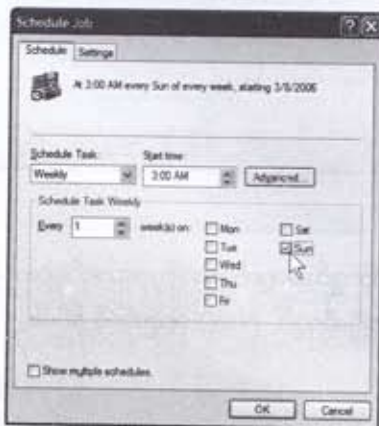 Schedule Job
Schedule Settings
At 3:00 AM every Sun of every week, starting 3/8/2006
Schedule Task: Start time:
Weekly 3:00 AM Advanced...
Schedule Task Weekly
Every 1 week(s) on: Mon Sat
Tue Sun
Wed
Thu
Fri
Show multiple schedules.
OK Cancel